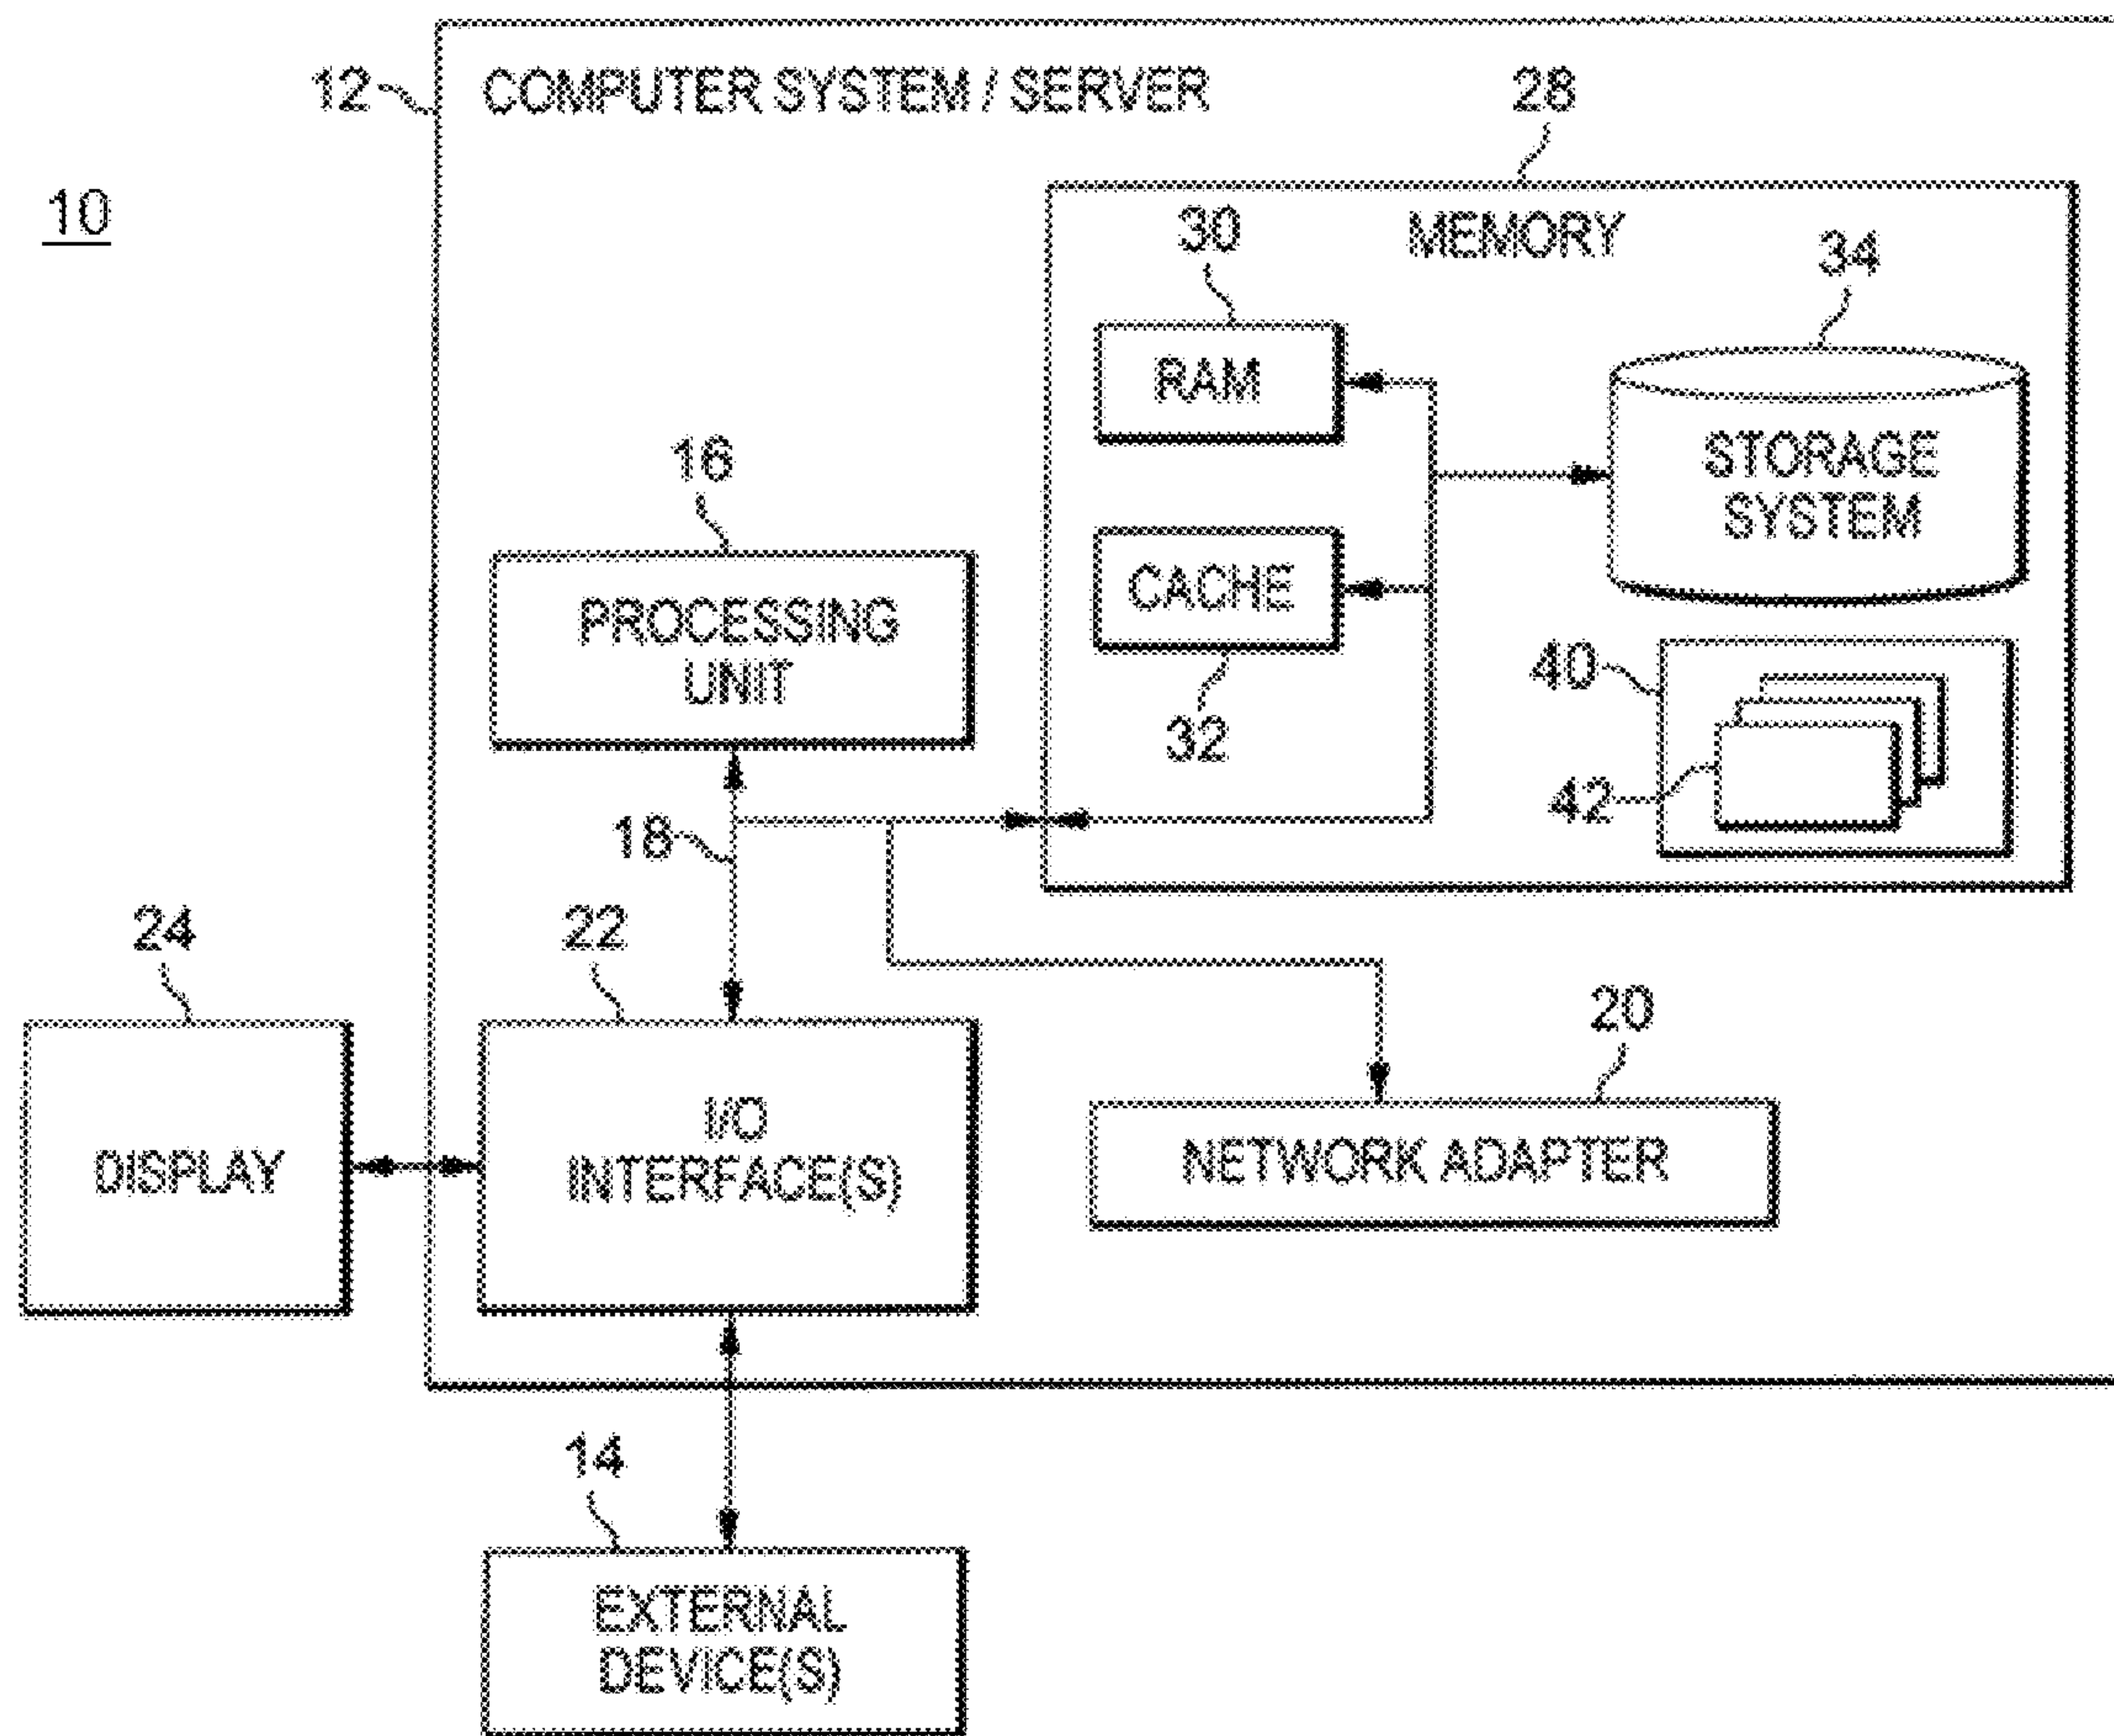 12
COMPUTER SYSTEM / SERVER
28
10
30
MEMORY
34
RAM
STORAGE
SYSTEM
16
PROCESSING
UNIT
CACHE
32
40
42
18
24
22
20
DISPLAY
I/O
INTERFACE(S)
NETWORK ADAPTER
14
EXTERNAL
DEVICE(S)